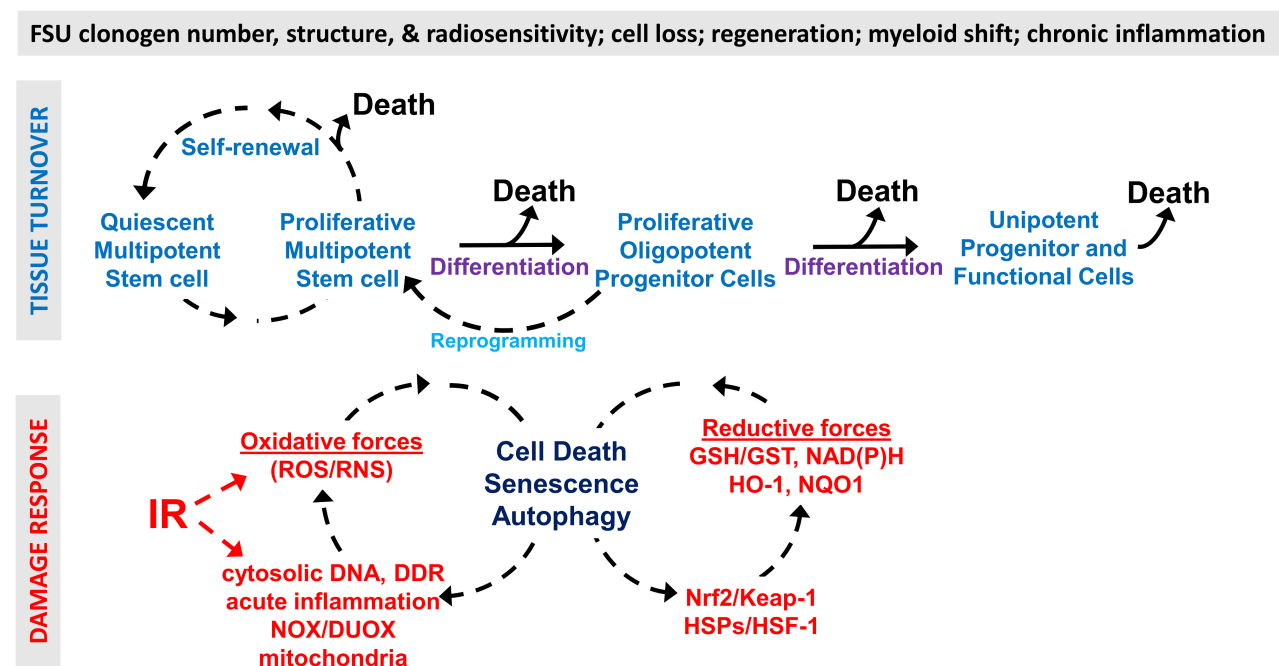 FSU clonogen number, structure, & radiosensitivity; cell loss; regeneration; myeloid shift; chronic inflammation
TISSUE TURNOVER
Death
Self-renewal
Quiescent
Multipotent
Stem cell
Proliferative
Multipotent
Stem cell
Death
Differentiation
Reprogramming
Proliferative
Oligopotent
Progenitor Cells
Death
Differentiation
Unipotent
Progenitor and
Functional Cells
Death
DAMAGE RESPONSE
IR
Oxidative forces
(ROS/RNS)
cytosolic DNA, DDR
acute inflammation
NOX/DUOX
mitochondria
Cell Death
Senescence
Autophagy
Reductive forces
GSH/GST, NAD(P)H
HO-1, NQO1
Nrf2/Keap-1
HSPs/HSF-1